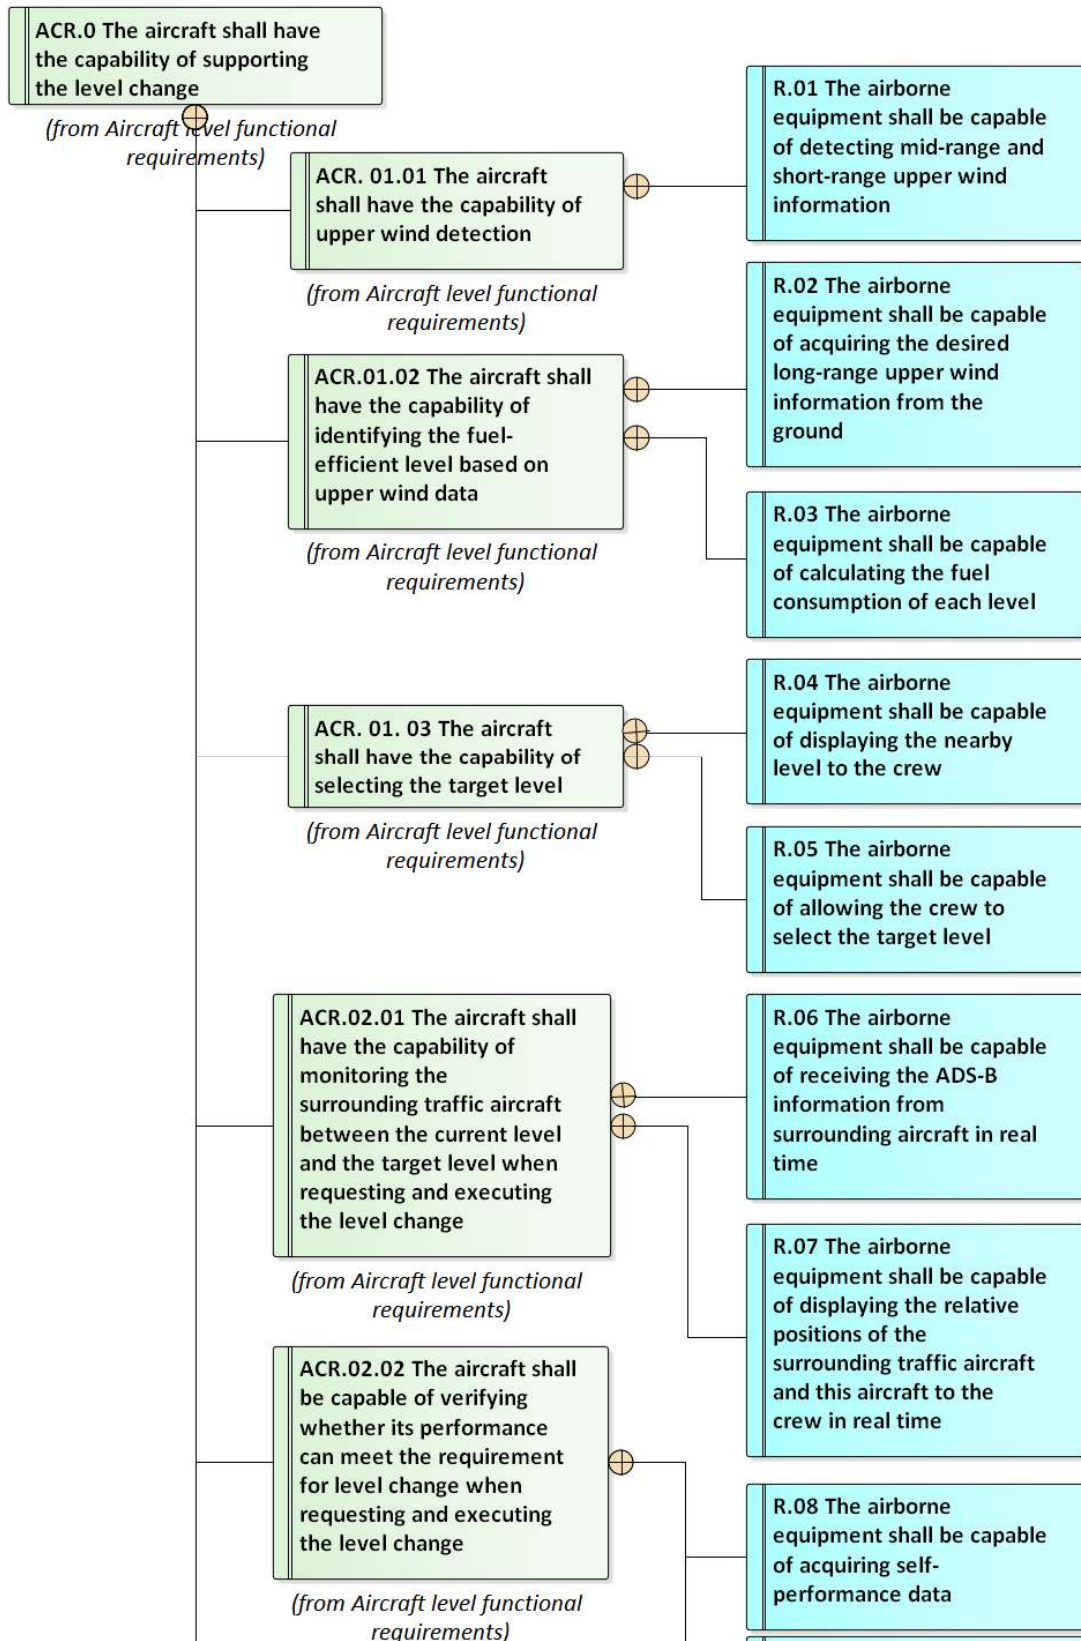 ACR.0 The aircraft shall have
the capability of supporting
the level change
(from Aircraft level functional
requirements)
ACR. 01.01 The aircraft
shall have the capability of
upper wind detection
(from Aircraft level functional
requirements)
R.01 The airborne
equipment shall be capable
of detecting mid-range and
short-range upper wind
information
ACR.01.02 The aircraft shall
have the capability of
identifying the fuel-
efficient level based on
upper wind data
(from Aircraft level functional
requirements)
R.02 The airborne
equipment shall be capable
of acquiring the desired
long-range upper wind
information from the
ground
R.03 The airborne
equipment shall be capable
of calculating the fuel
consumption of each level
ACR. 01. 03 The aircraft
shall have the capability of
selecting the target level
(from Aircraft level functional
requirements)
R.04 The airborne
equipment shall be capable
of displaying the nearby
level to the crew
R.05 The airborne
equipment shall be capable
of allowing the crew to
select the target level
ACR.02.01 The aircraft shall
have the capability of
monitoring the
surrounding traffic aircraft
between the current level
and the target level when
requesting and executing
the level change
(from Aircraft level functional
requirements)
R.06 The airborne
equipment shall be capable
of receiving the ADS-B
information from
surrounding aircraft in real
time
R.07 The airborne
equipment shall be capable
of displaying the relative
positions of the
surrounding traffic aircraft
and this aircraft to the
crew in real time
ACR.02.02 The aircraft shall
be capable of verifying
whether its performance
can meet the requirement
for level change when
requesting and executing
the level change
(from Aircraft level functional
requirements)
R.08 The airborne
equipment shall be capable
of acquiring self-
performance data